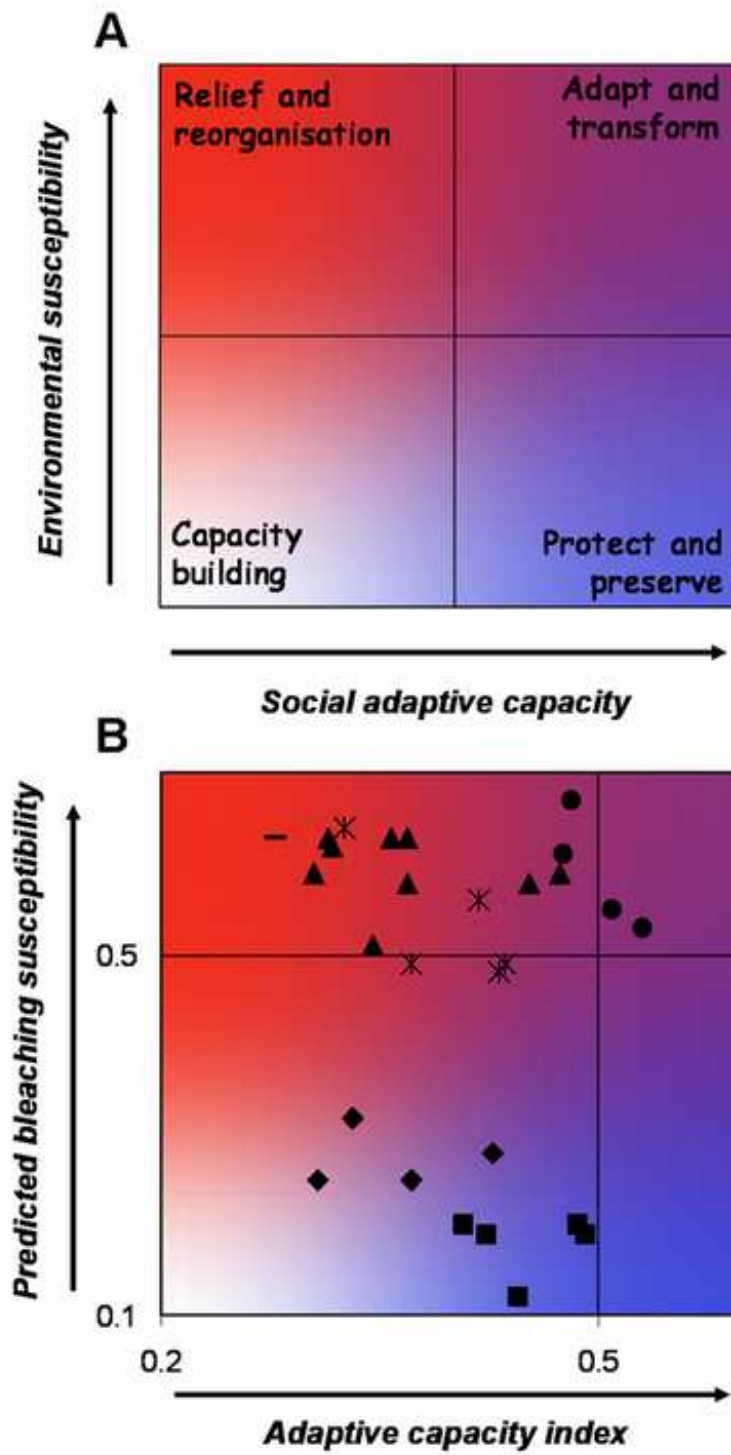 A
Relief and
reorganisation
Adapt and
transform
Environmental susceptibility
Capacity
building
Protect and
preserve
Social adaptive capacity
B
Predicted bleaching susceptibility
0.5
0.1
0.2
0.5
Adaptive capacity index